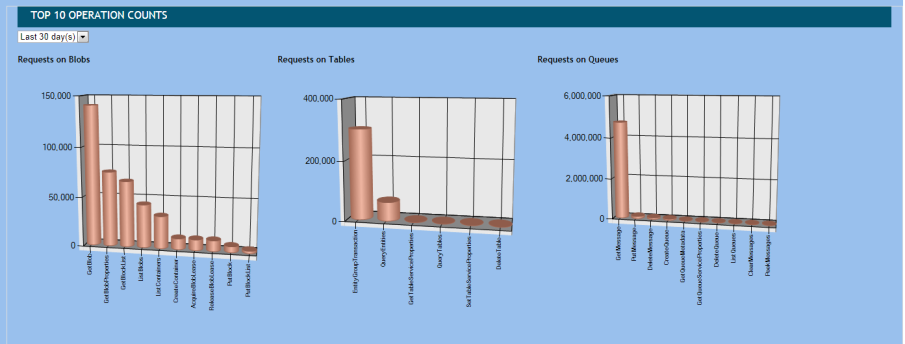 TOP 10 OPERATION COUNTS
Last 30 day(s)
Requests on Blobs
150,000
100,000
50,000
0
GetBlob
GetBlobProperties
GetBlockList
ListBlobs
ListContainers
CreateContainer
AcquireBlobLease
ReleaseBlobLease
PutBlock
PutBlockList
Requests on Tables
400,000
200,000
0
EntityGroupTransaction
QueryEntities
GetTableServiceProperties
QueryTables
SetTableServiceProperties
DeleteTable
Requests on Queues
6,000,000
4,000,000
2,000,000
0
GetMessage
PutMessage
DeleteMessage
CreateQueue
GetQueueMetadata
GetQueueServiceProperties
DeleteQueue
ListQueues
ClearMessages
PeekMessages